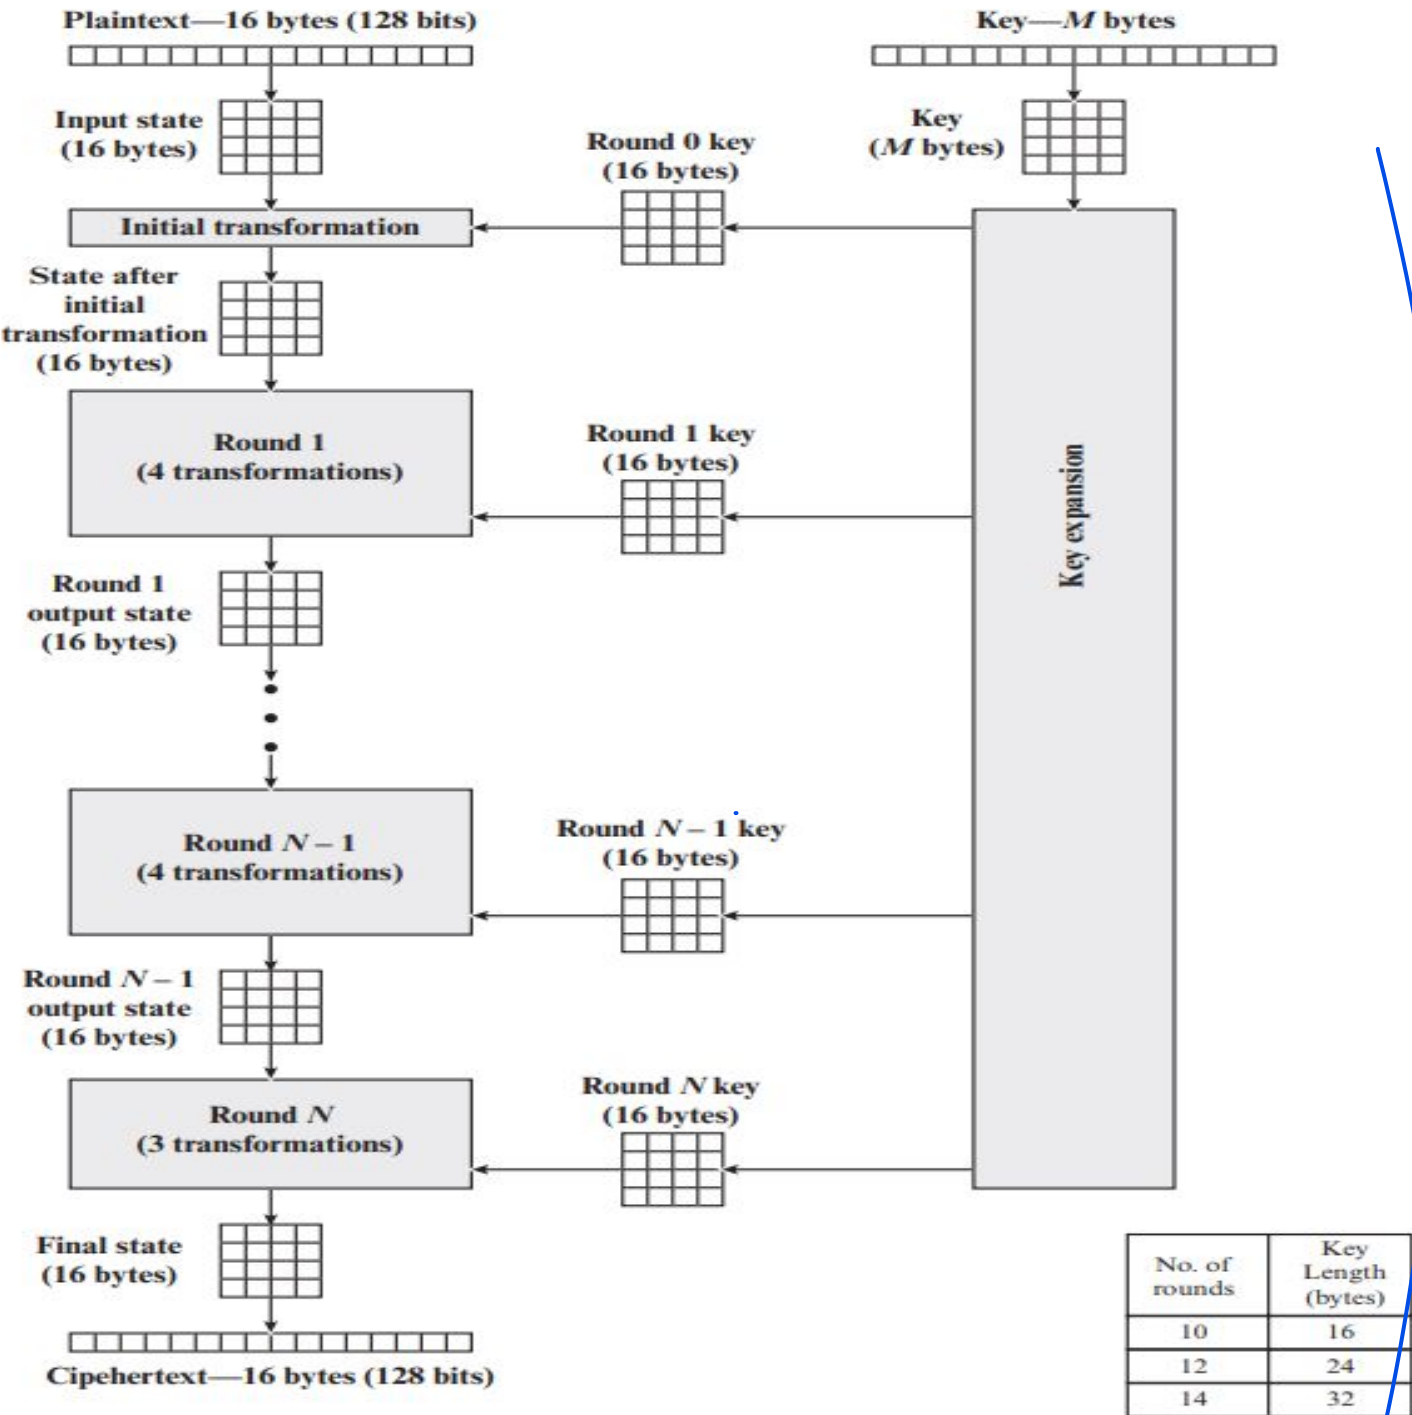 Plaintext—16 bytes (128 bits)
Key—M bytes
Input state
(16 bytes)
Key
(M bytes)
Round 0 key
(16 bytes)
Initial transformation
State after
initial
transformation
(16 bytes)
Round 1
(4 transformations)
Round 1 key
(16 bytes)
Key expansion
Round 1
output state
(16 bytes)
Round N – 1
(4 transformations)
Round N – 1 key
(16 bytes)
Round N – 1
output state
(16 bytes)
Round N
(3 transformations)
Round N key
(16 bytes)
Final state
(16 bytes)
Cipehertext—16 bytes (128 bits)
No. of
rounds
Key
Length
(bytes)
10 16
12 24
14 32